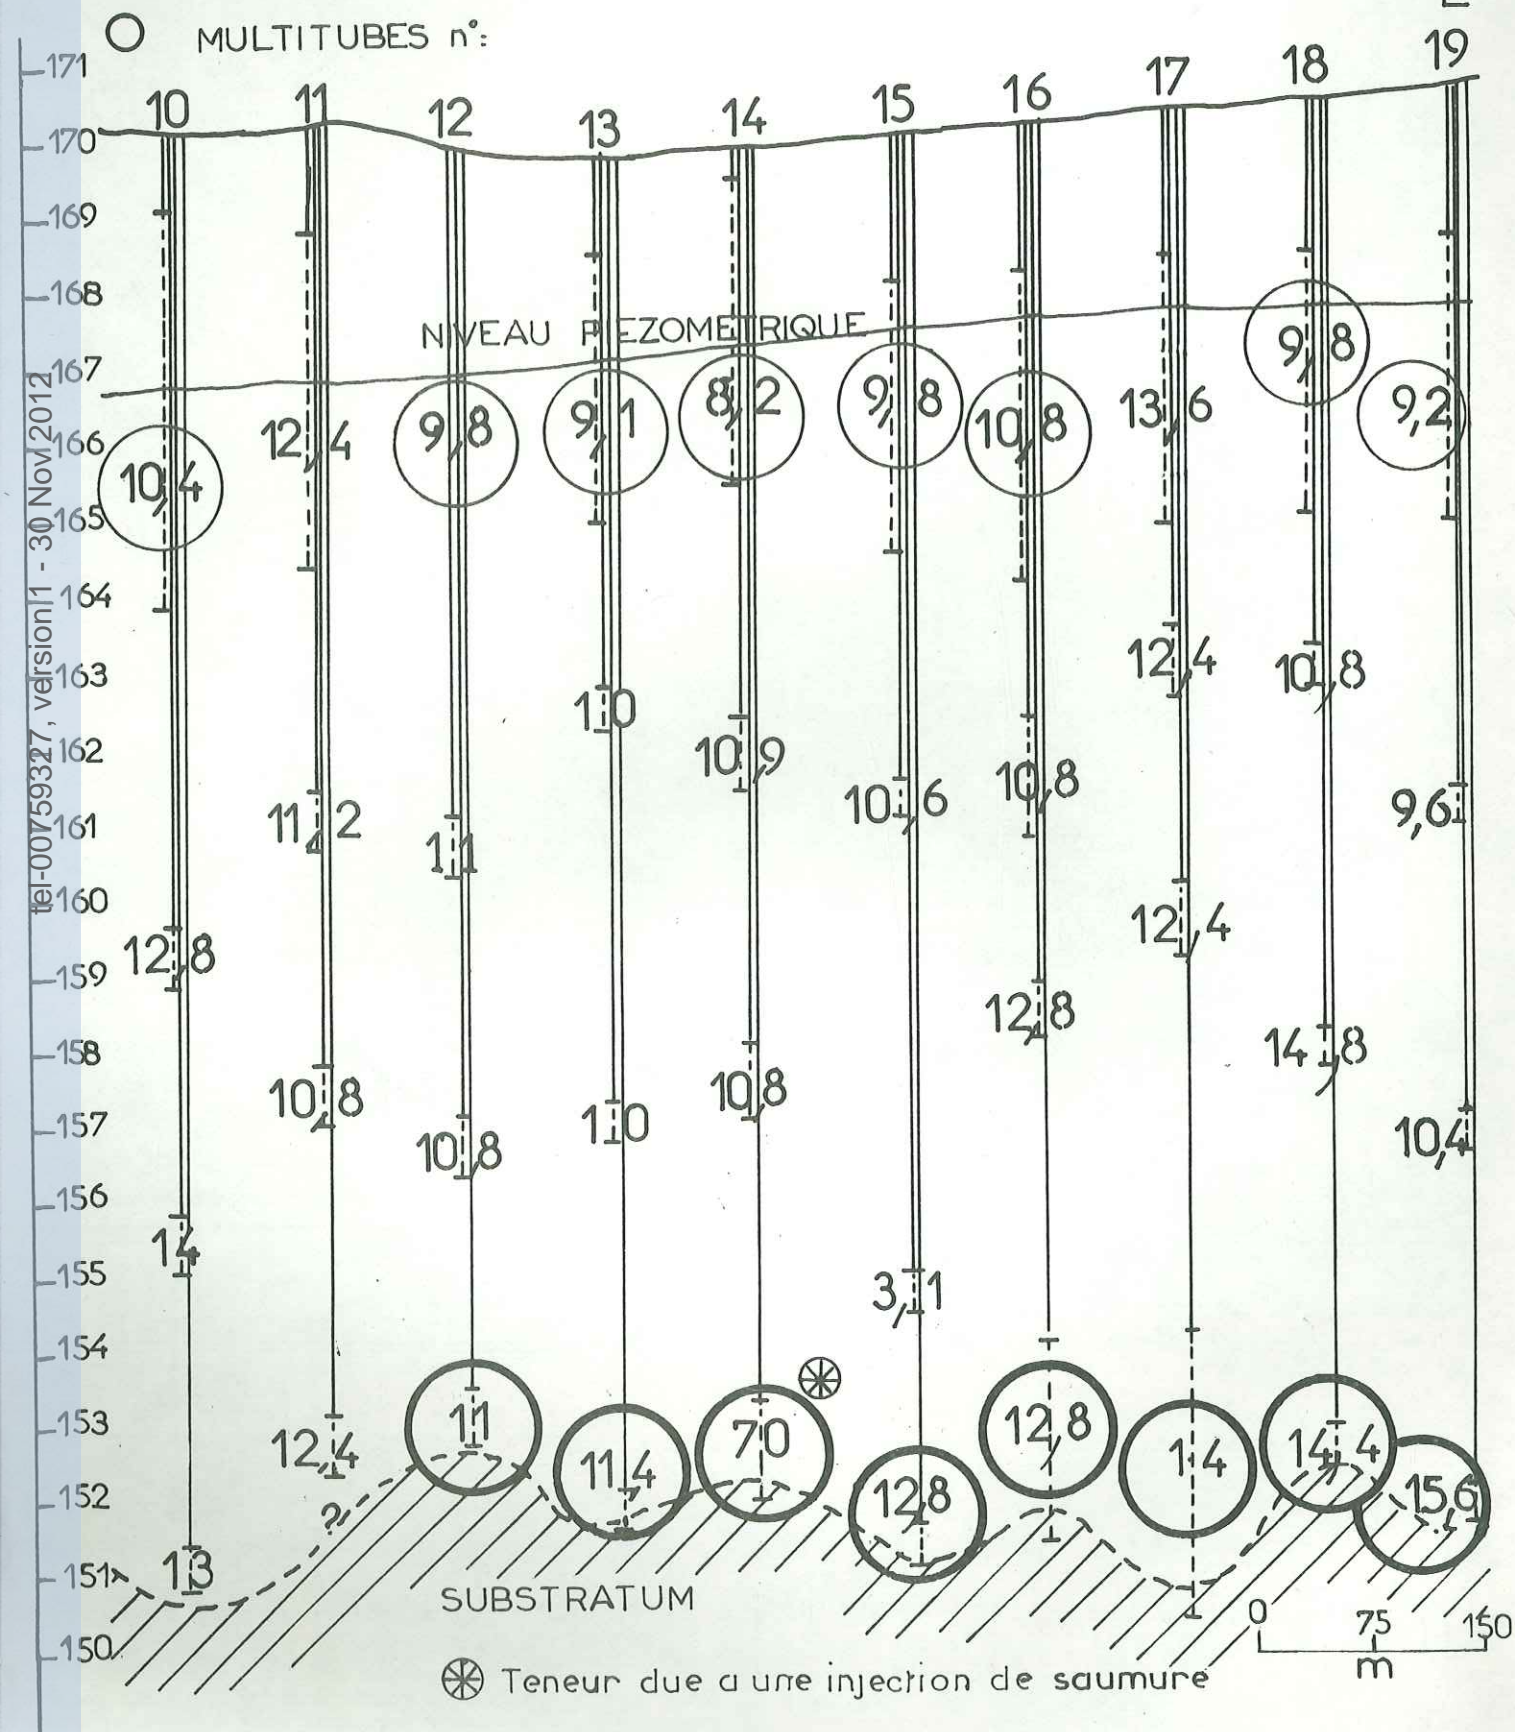 MULTITUBES n°:
10 11 12 13 14 15 16 17 18 19
171
170
169
168
167
166
165
164
163
162
161
160
159
158
157
156
155
154
153
152
151
150
NIVEAU PIEZOMETRIQUE
9,8
12,4 9,8 9,1 8,2 9,8 10,8 13,6 9,2
10,4
12,4 10,8
10 10,9 10,8
11,2 11 10,6 9,6
12,8 12,4
12,8 14,8
10,8 10,8 10 10,8 10,4
14 3,1
12,4 11 11,4 70 12,8 12,8 14 14,4 15,6
?
13
SUBSTRATUM
0 75 150
m
Teneur due a une injection de saumure
tel-00759327, version 1 - 30 Nov 2012